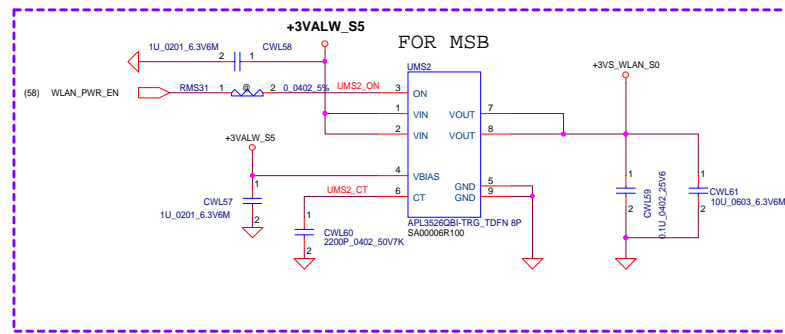 +3VALW_S5
1U_0201_6.3V6M
CWL58
2 1
FOR MSB
UMS2
+3VS_WLAN_S0
(58) WLAN_PWR_EN
RMS31 1 @ 2 0_0402_5% UMS2_ON 3 ON
1 VIN VOUT 7
2 VIN VOUT 8
+3VALW_S5
4 VBIAS
6 CT
UMS2_CT
GND 5
GND 9
1
CWL57
1U_0201_6.3V6M
2
1
CWL60
2200P_0402_50V7K
2
APL3526QBI-TRG_TDFN 8P
SA00006R100
1
CWL59
0.1U_0402_25V6
2
1
CWL61
10U_0603_6.3V6M
2